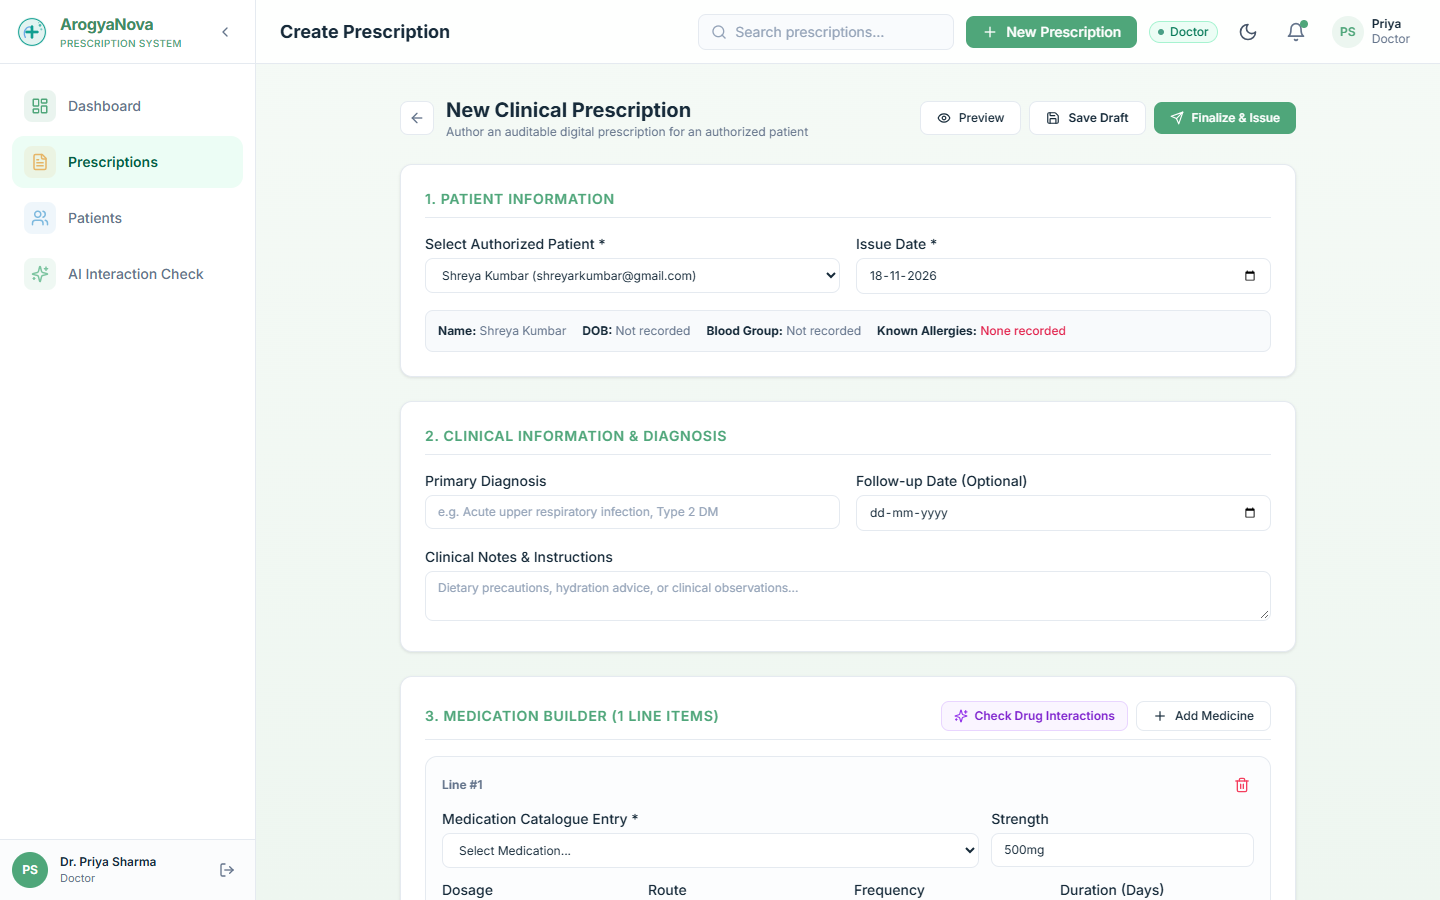 ArogyaNova
PRESCRIPTION SYSTEM
Create Prescription
Search prescriptions...
New Prescription
Doctor
PS
Priya
Doctor
Dashboard
Prescriptions
Patients
AI Interaction Check
New Clinical Prescription
Author an auditable digital prescription for an authorized patient
Preview
Save Draft
Finalize & Issue
1. PATIENT INFORMATION
Select Authorized Patient *
Issue Date *
Shreya Kumbar (shreyarkumbar@gmail.com)
18-11-2026
Name: Shreya Kumbar DOB: Not recorded Blood Group: Not recorded Known Allergies: None recorded
2. CLINICAL INFORMATION & DIAGNOSIS
Primary Diagnosis
Follow-up Date (Optional)
e.g. Acute upper respiratory infection, Type 2 DM
dd-mm-yyyy
Clinical Notes & Instructions
Dietary precautions, hydration advice, or clinical observations...
3. MEDICATION BUILDER (1 LINE ITEMS)
Check Drug Interactions
Add Medicine
Line #1
Medication Catalogue Entry *
Strength
Select Medication...
500mg
Dosage
Route
Frequency
Duration (Days)
PS
Dr. Priya Sharma
Doctor